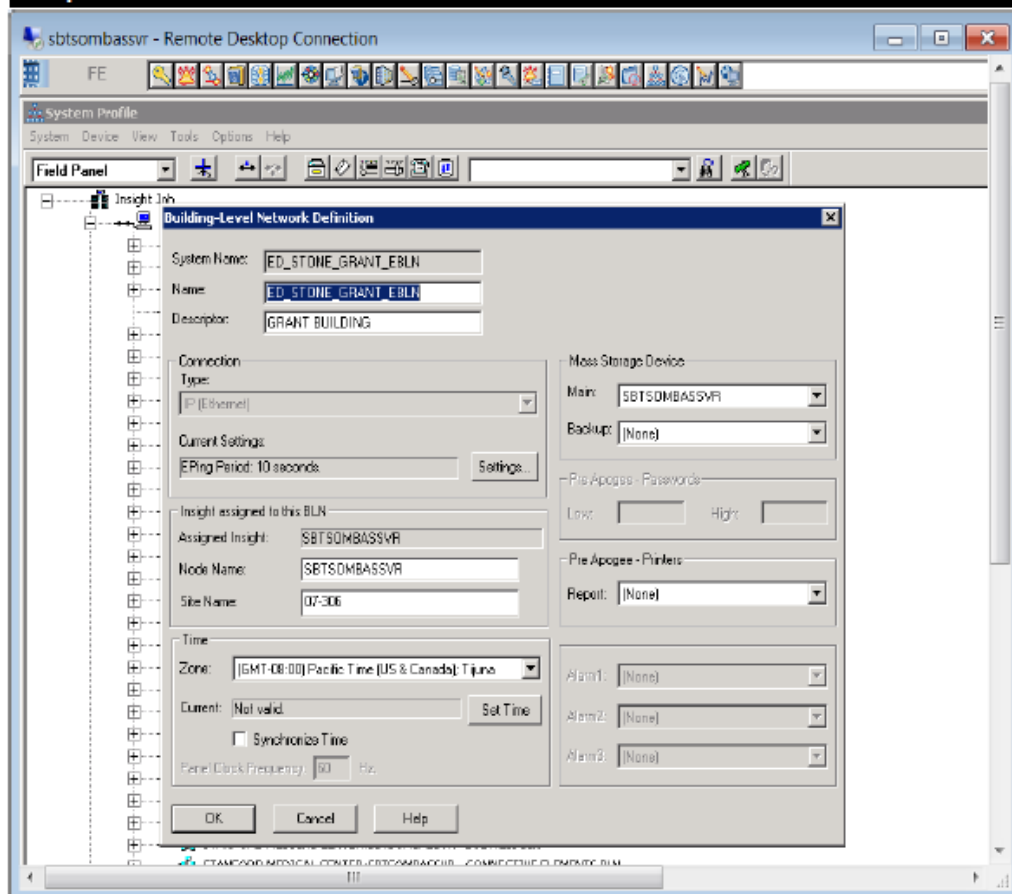 sbtsombassvr - Remote Desktop Connection
FE
System Profile
System Device View Tools Options Help
Field Panel
Insight
Building-Level Network Definition
System Name: ED_STONE_GRANT_EBLN
Name: ED_STONE_GRANT_EBLN
Descriptor: GRANT BUILDING
Connection
Type:
IP (Ethernet)
Current Settings:
EPing Period: 10 seconds.
Settings...
Insight assigned to this BLN
Assigned Insight: SBTSOMBASSVR
Node Name: SBTSOMBASSVR
Site Name: 07-306
Time
Zone: (GMT-08:00) Pacific Time (US & Canada); Tijuna
Current: Not valid.
Set Time
Synchronize Time
Panel Clock Frequency: 60 Hz.
Mass Storage Device
Main: SBTSOMBASSVR
Backup: (None)
Pre Apogee - Passwords
Low: High:
Pre Apogee - Printers
Report: (None)
Alarm1: (None)
Alarm2: (None)
Alarm3: (None)
OK Cancel Help